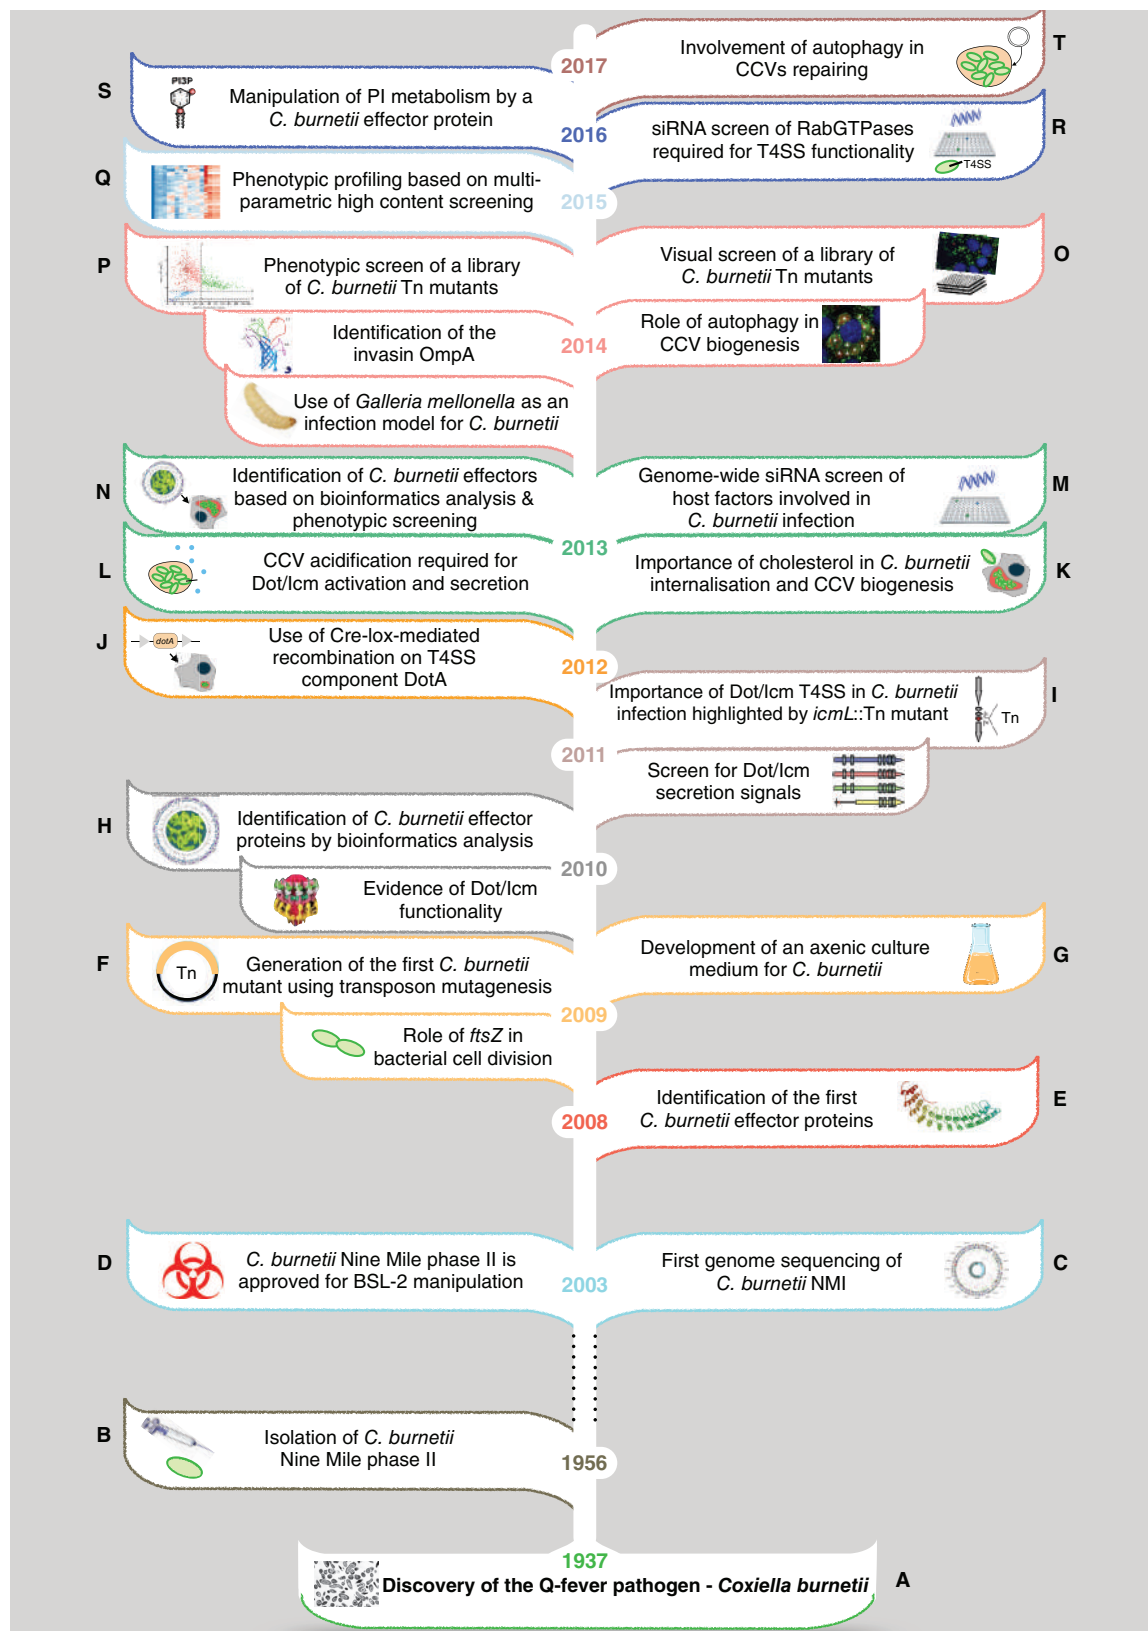 T
Involvement of autophagy in
CCVs repairing
2017
S
PI3P
Manipulation of PI metabolism by a
C. burnetii effector protein
2016
R
siRNA screen of RabGTPases
required for T4SS functionality
T4SS
Q
Phenotypic profiling based on multi-
parametric high content screening
2015
P
Phenotypic screen of a library
of C. burnetii Tn mutants
O
Visual screen of a library of
C. burnetii Tn mutants
Identification of the
invasin OmpA
2014
Role of autophagy in
CCV biogenesis
Use of Galleria mellonella as an
infection model for C. burnetii
N
Identification of C. burnetii effectors
based on bioinformatics analysis &
phenotypic screening
M
Genome-wide siRNA screen of
host factors involved in
C. burnetii infection
2013
L
CCV acidification required for
Dot/Icm activation and secretion
K
Importance of cholesterol in C. burnetii
internalisation and CCV biogenesis
J
dotA
Use of Cre-lox-mediated
recombination on T4SS
component DotA
2012
I
Importance of Dot/Icm T4SS in C. burnetii
infection highlighted by icmL::Tn mutant
Tn
2011
Screen for Dot/Icm
secretion signals
H
Identification of C. burnetii effector
proteins by bioinformatics analysis
2010
Evidence of Dot/Icm
functionality
F
Tn
Generation of the first C. burnetii
mutant using transposon mutagenesis
G
Development of an axenic culture
medium for C. burnetii
2009
Role of ftsZ in
bacterial cell division
E
Identification of the first
C. burnetii effector proteins
2008
D
C. burnetii Nine Mile phase II is
approved for BSL-2 manipulation
2003
C
First genome sequencing of
C. burnetii NMI
B
Isolation of C. burnetii
Nine Mile phase II
1956
1937
Discovery of the Q-fever pathogen - Coxiella burnetii
A